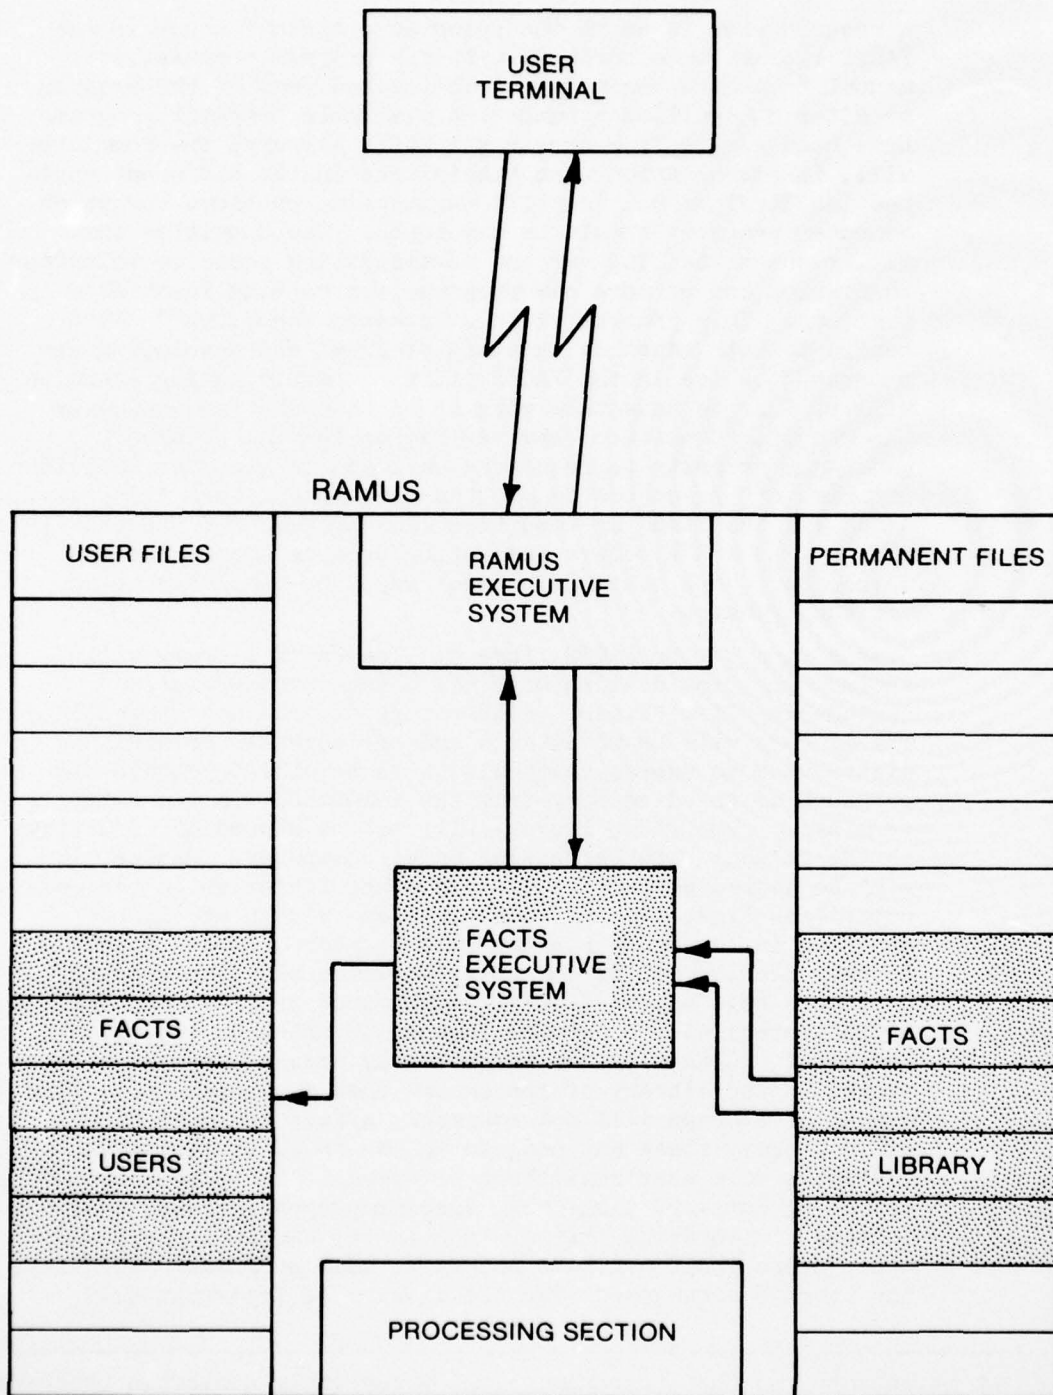 USER
TERMINAL
RAMUS
USER FILES
RAMUS
EXECUTIVE
SYSTEM
PERMANENT FILES
FACTS
EXECUTIVE
SYSTEM
FACTS
FACTS
USERS
LIBRARY
PROCESSING SECTION